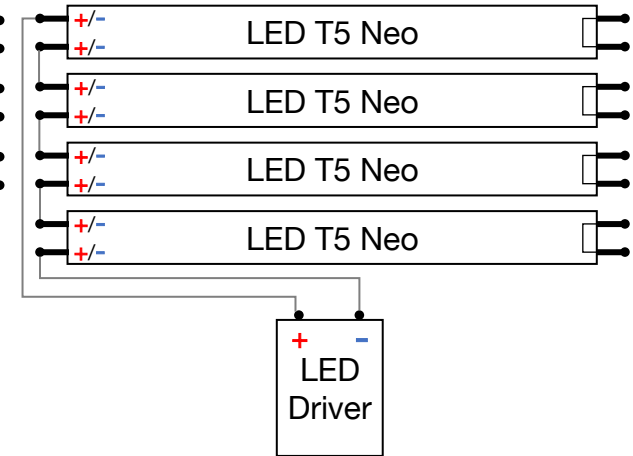 +/-
+/-
LED T5 Neo
+/-
+/-
LED T5 Neo
+/-
+/-
LED T5 Neo
+/-
+/-
LED T5 Neo
+ -
LED
Driver